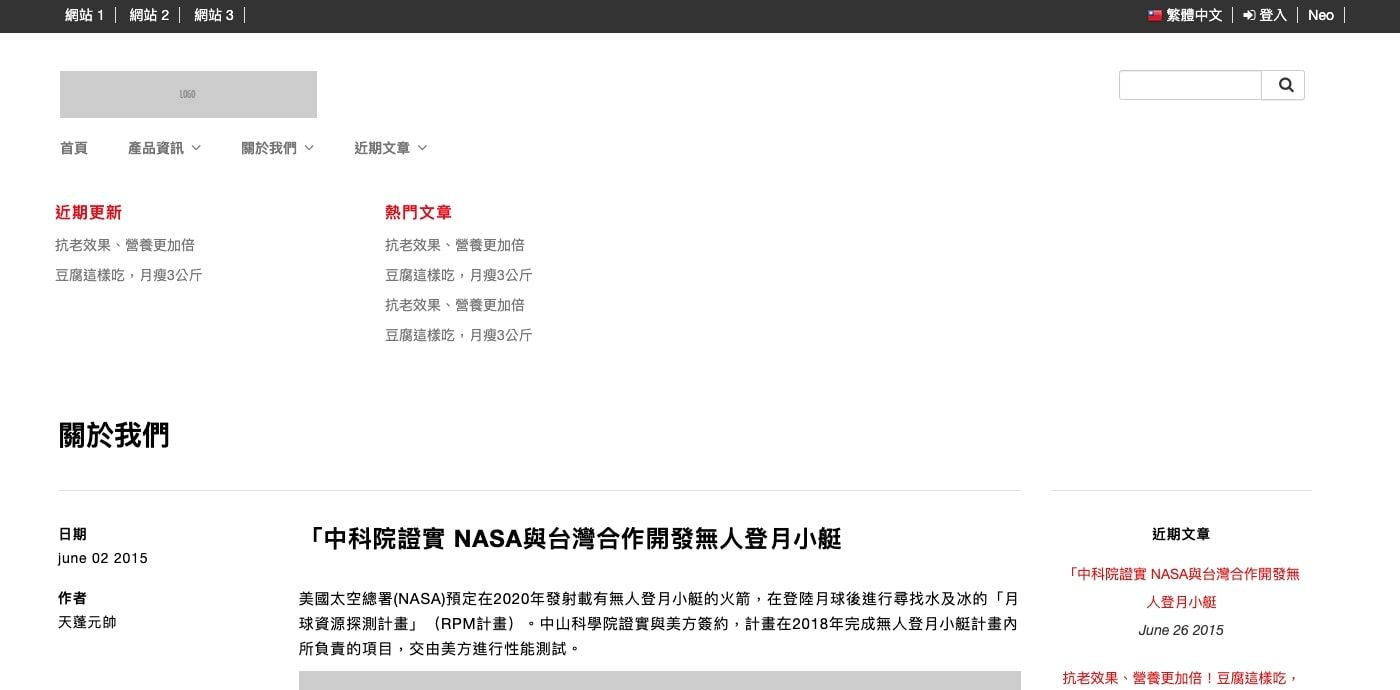 網站 1 網站 2 網站 3 繁體中文 登入 Neo
LOGO
首頁 產品資訊 關於我們 近期文章
近期更新
抗老效果、營養更加倍
豆腐這樣吃，月瘦3公斤
熱門文章
抗老效果、營養更加倍
豆腐這樣吃，月瘦3公斤
抗老效果、營養更加倍
豆腐這樣吃，月瘦3公斤
關於我們
日期
june 02 2015
作者
天蓬元帥
「中科院證實 NASA與台灣合作開發無人登月小艇
美國太空總署(NASA)預定在2020年發射載有無人登月小艇的火箭，在登陸月球後進行尋找水及冰的「月
球資源探測計畫」（RPM計畫）。中山科學院證實與美方簽約，計畫在2018年完成無人登月小艇計畫內
所負責的項目，交由美方進行性能測試。
近期文章
「中科院證實 NASA與台灣合作開發無
人登月小艇
June 26 2015
抗老效果、營養更加倍！豆腐這樣吃，